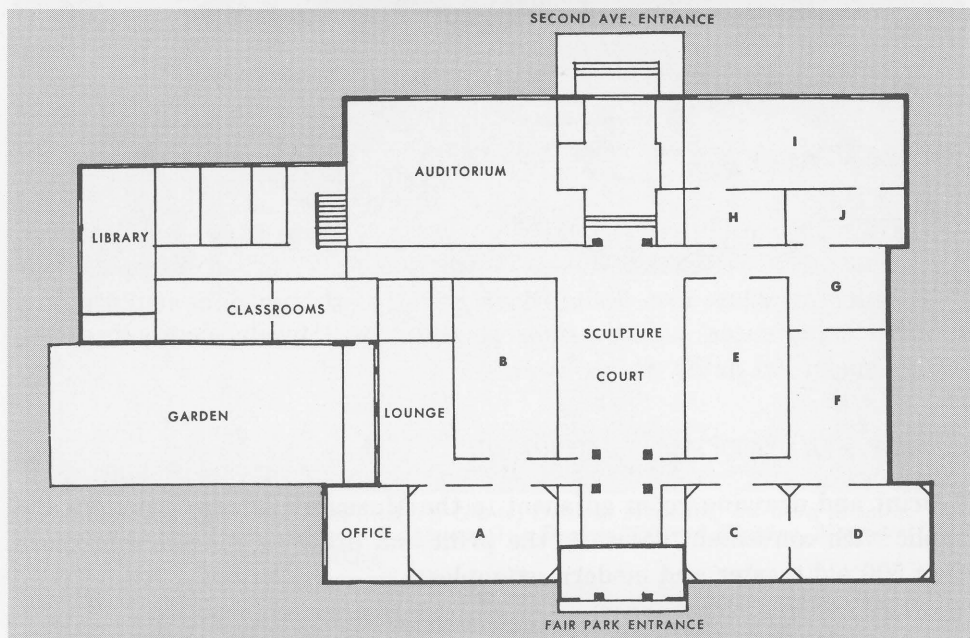 SECOND AVE. ENTRANCE
I
AUDITORIUM
H
J
LIBRARY
G
CLASSROOMS
SCULPTURE
COURT
B
E
F
GARDEN
LOUNGE
OFFICE
A
C
D
FAIR PARK ENTRANCE